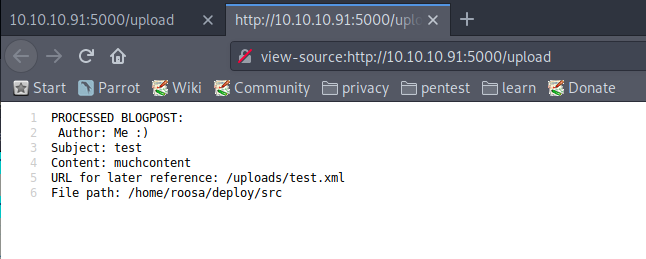 10.10.10.91:5000/upload
http://10.10.10.91:5000/uplo
view-source:http://10.10.10.91:5000/upload
Start Parrot Wiki Community privacy pentest learn Donate
1 PROCESSED BLOGPOST:
2 Author: Me :)
3 Subject: test
4 Content: muchcontent
5 URL for later reference: /uploads/test.xml
6 File path: /home/roosa/deploy/src